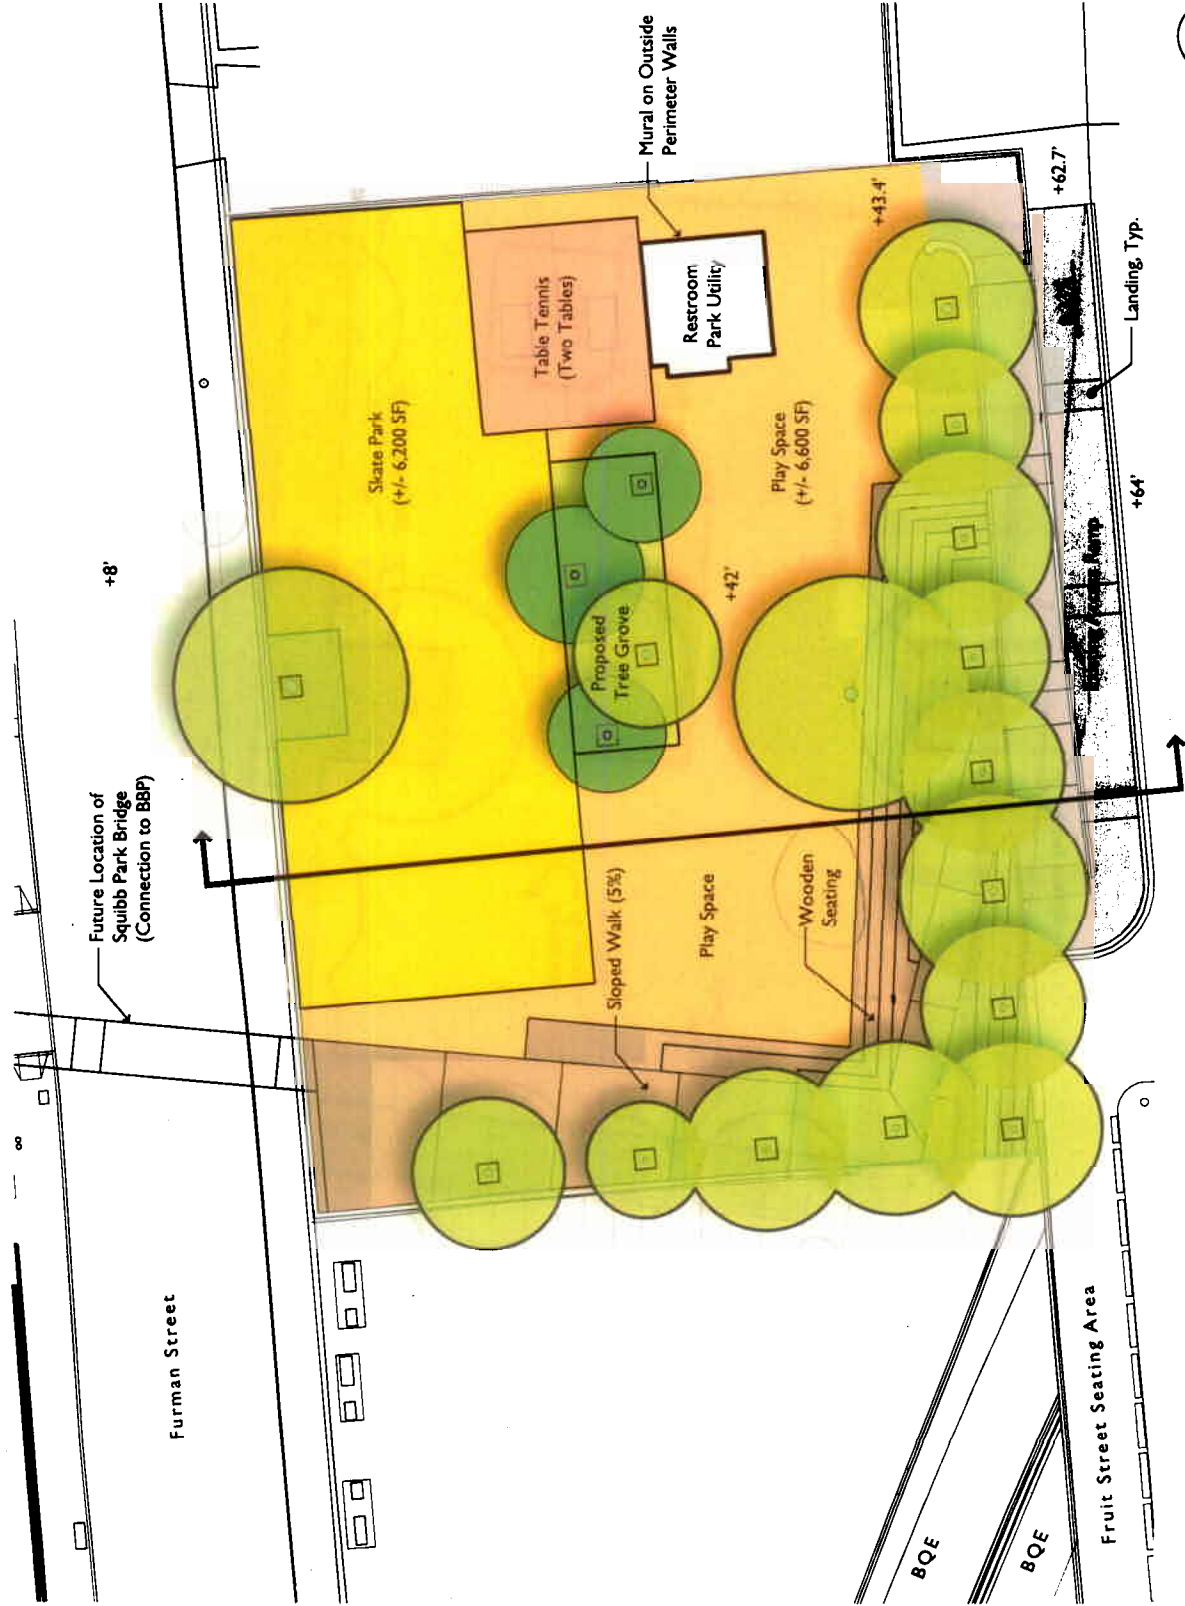 Mural on Outside
Perimeter Walls
+62.7'
+43.4'
Landing, Typ.
Restroom
Park Utility
Table Tennis
(Two Tables)
Skate Park
(+/- 6,200 SF)
Play Space
(+/- 6,600 SF)
+64'
+8'
+42'
Proposed
Tree Grove
Future Location of
Squibb Park Bridge
(Connection to BBP)
Sloped Walk (5%)
Play Space
Wooden
Seating
Furman Street
Fruit Street Seating Area
BQE
BQE